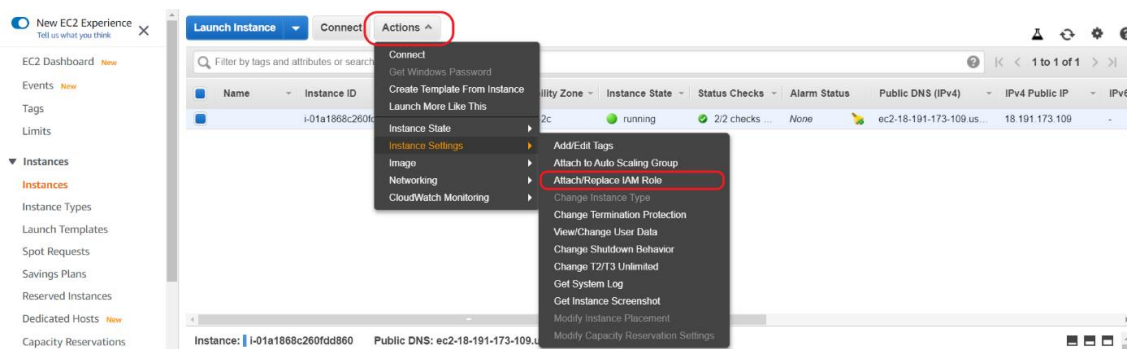 New EC2 Experience
Tell us what you think
EC2 Dashboard New
Events New
Tags
Limits
Instances
Instances
Instance Types
Launch Templates
Spot Requests
Savings Plans
Reserved Instances
Dedicated Hosts New
Capacity Reservations
Launch Instance
Connect
Actions
Filter by tags and attributes or search
1 to 1 of 1
Name
Instance ID
ility Zone
Instance State
Status Checks
Alarm Status
Public DNS (IPv4)
IPv4 Public IP
IPv6
i-01a1868c260fd
2c
running
2/2 checks ...
None
ec2-18-191-173-109.us...
18.191.173.109
-
Connect
Get Windows Password
Create Template From Instance
Launch More Like This
Instance State
Instance Settings
Image
Networking
CloudWatch Monitoring
Add/Edit Tags
Attach to Auto Scaling Group
Attach/Replace IAM Role
Change Instance Type
Change Termination Protection
View/Change User Data
Change Shutdown Behavior
Change T2/T3 Unlimited
Get System Log
Get Instance Screenshot
Modify Instance Placement
Modify Capacity Reservation Settings
Instance: i-01a1868c260fdd860 Public DNS: ec2-18-191-173-109.u